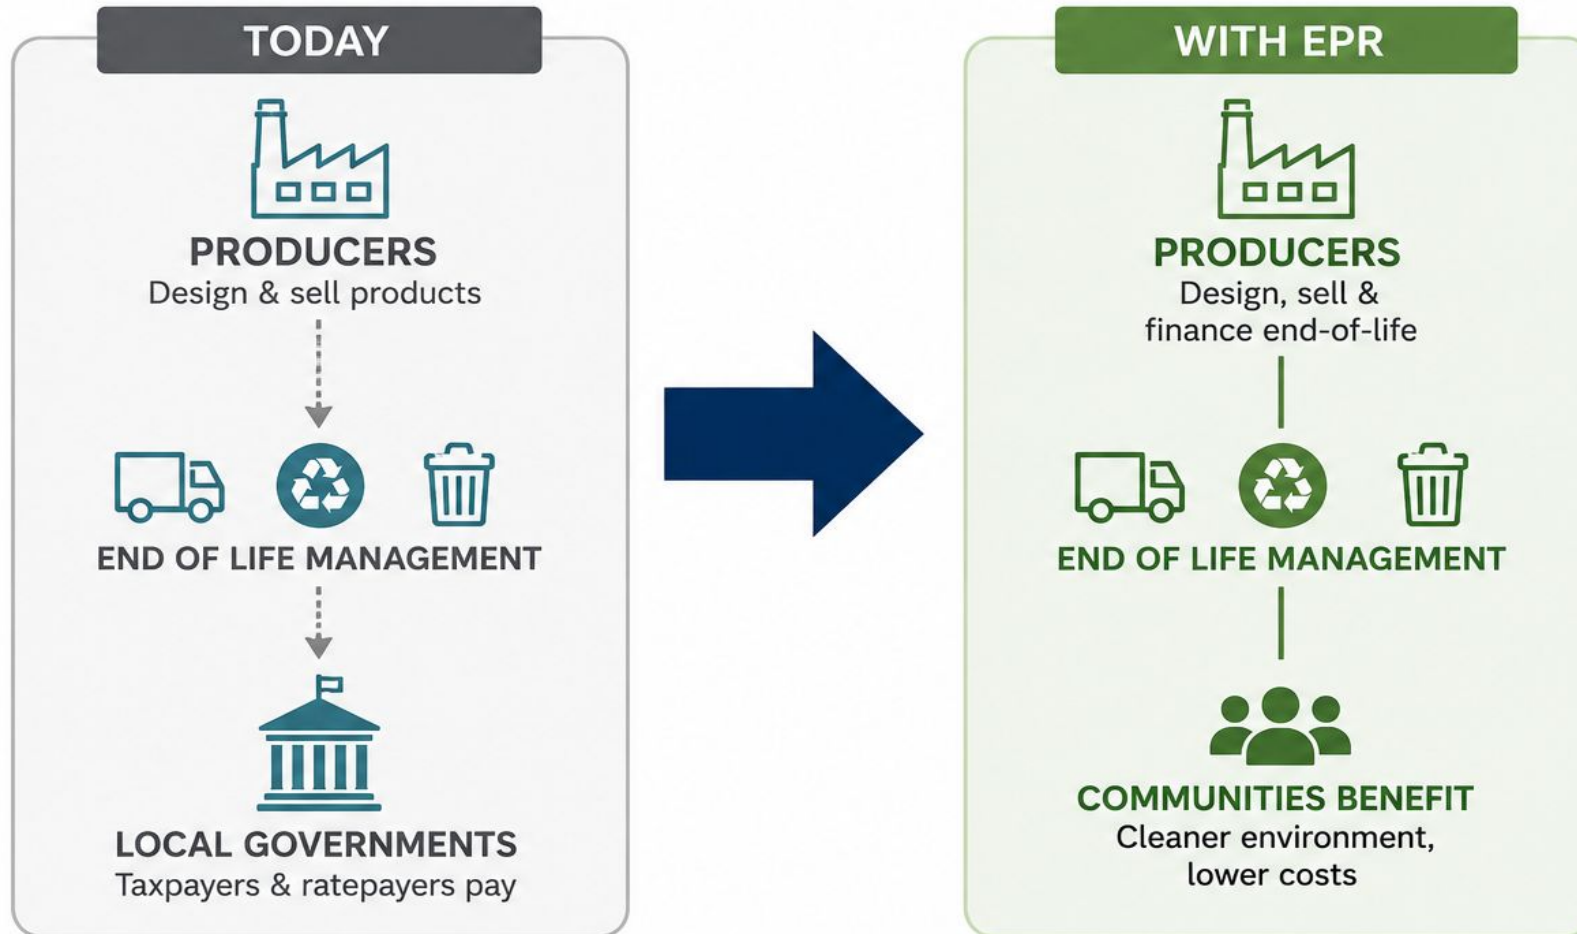 TODAY
PRODUCERS
Design & sell products
END OF LIFE MANAGEMENT
LOCAL GOVERNMENTS
Taxpayers & ratepayers pay
WITH EPR
PRODUCERS
Design, sell &
finance end-of-life
END OF LIFE MANAGEMENT
COMMUNITIES BENEFIT
Cleaner environment,
lower costs